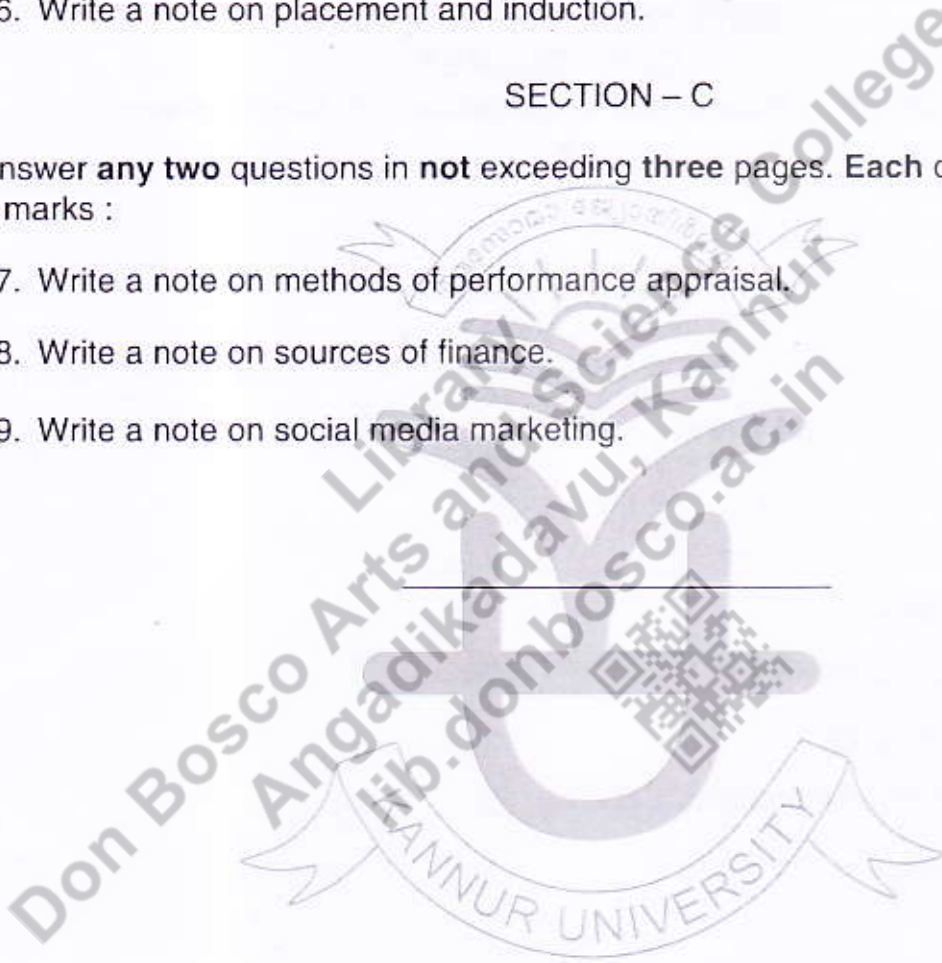 6. Write a note on placement and induction.
SECTION – C
nswer any two questions in not exceeding three pages. Each
marks :
7. Write a note on methods of performance appraisal.
8. Write a note on sources of finance.
9. Write a note on social media marketing.
Library
Don Bosco Arts and Science College
Angadikadavu, Kannur
lib.donbosco.ac.in
KANNUR UNIVERSITY